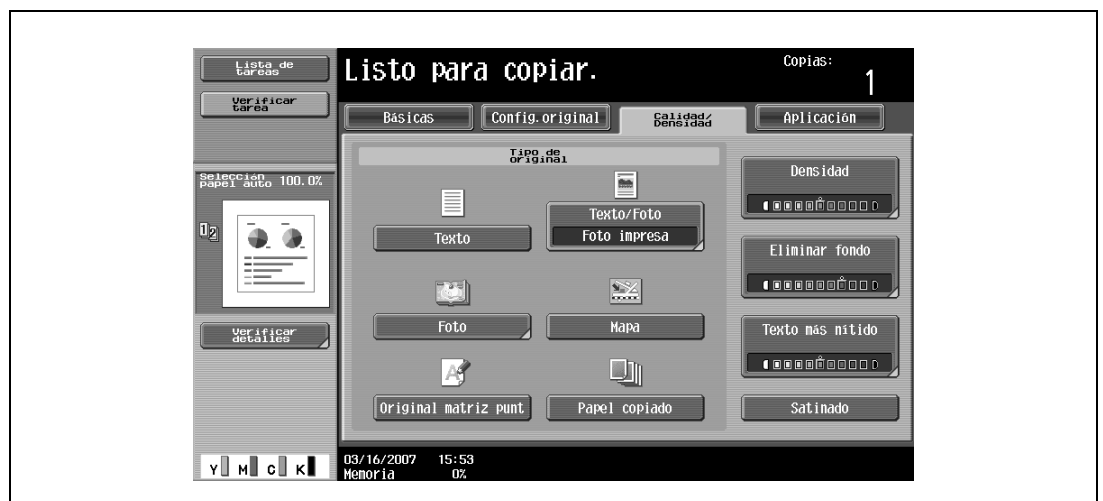 Lista de
tareas
Verificar
tarea
Selección
papel auto 100.0%
1 2
Verificar
detalles
Y M C K
Listo para copiar.
Copias:
1
Básicas
Config.original
Calidad/
Densidad
Aplicación
Tipo de
original
Texto
Texto/Foto
Foto impresa
Foto
Mapa
Original matriz punt.
Papel copiado
Densidad
Eliminar fondo
Texto más nítido
Satinado
03/16/2007 15:53
Memoria 0%